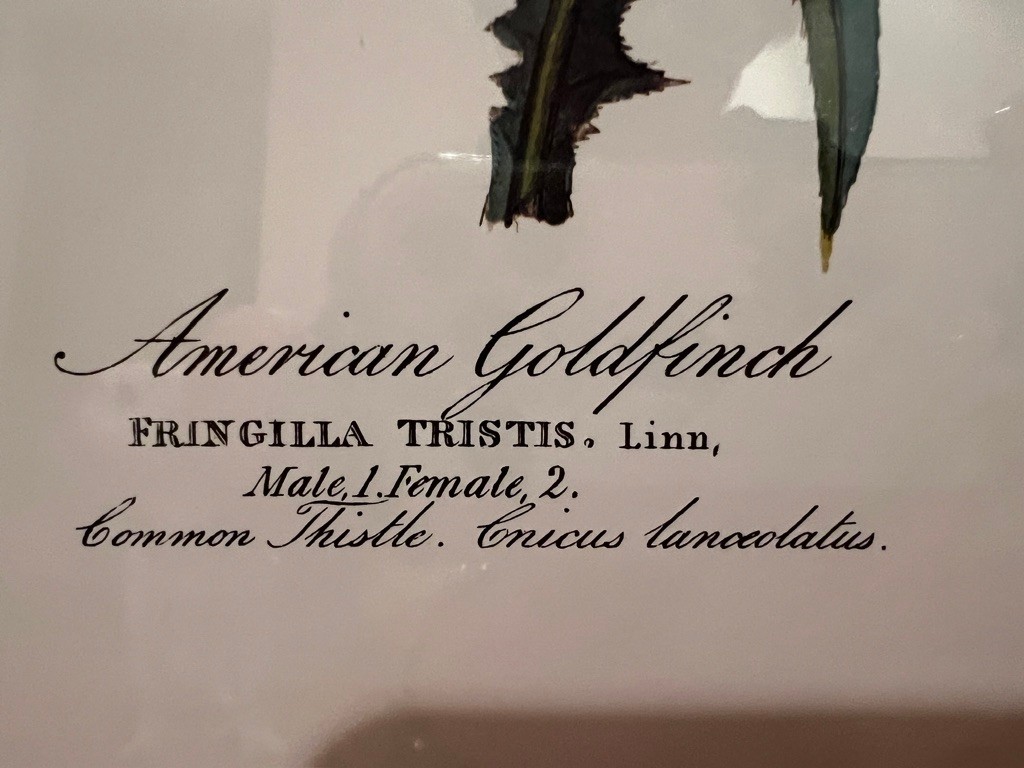 American Goldfinch
FRINGILLA TRISTIS. Linn,
Male, 1. Female, 2.
Common Thistle. Cnicus lanceolatus.